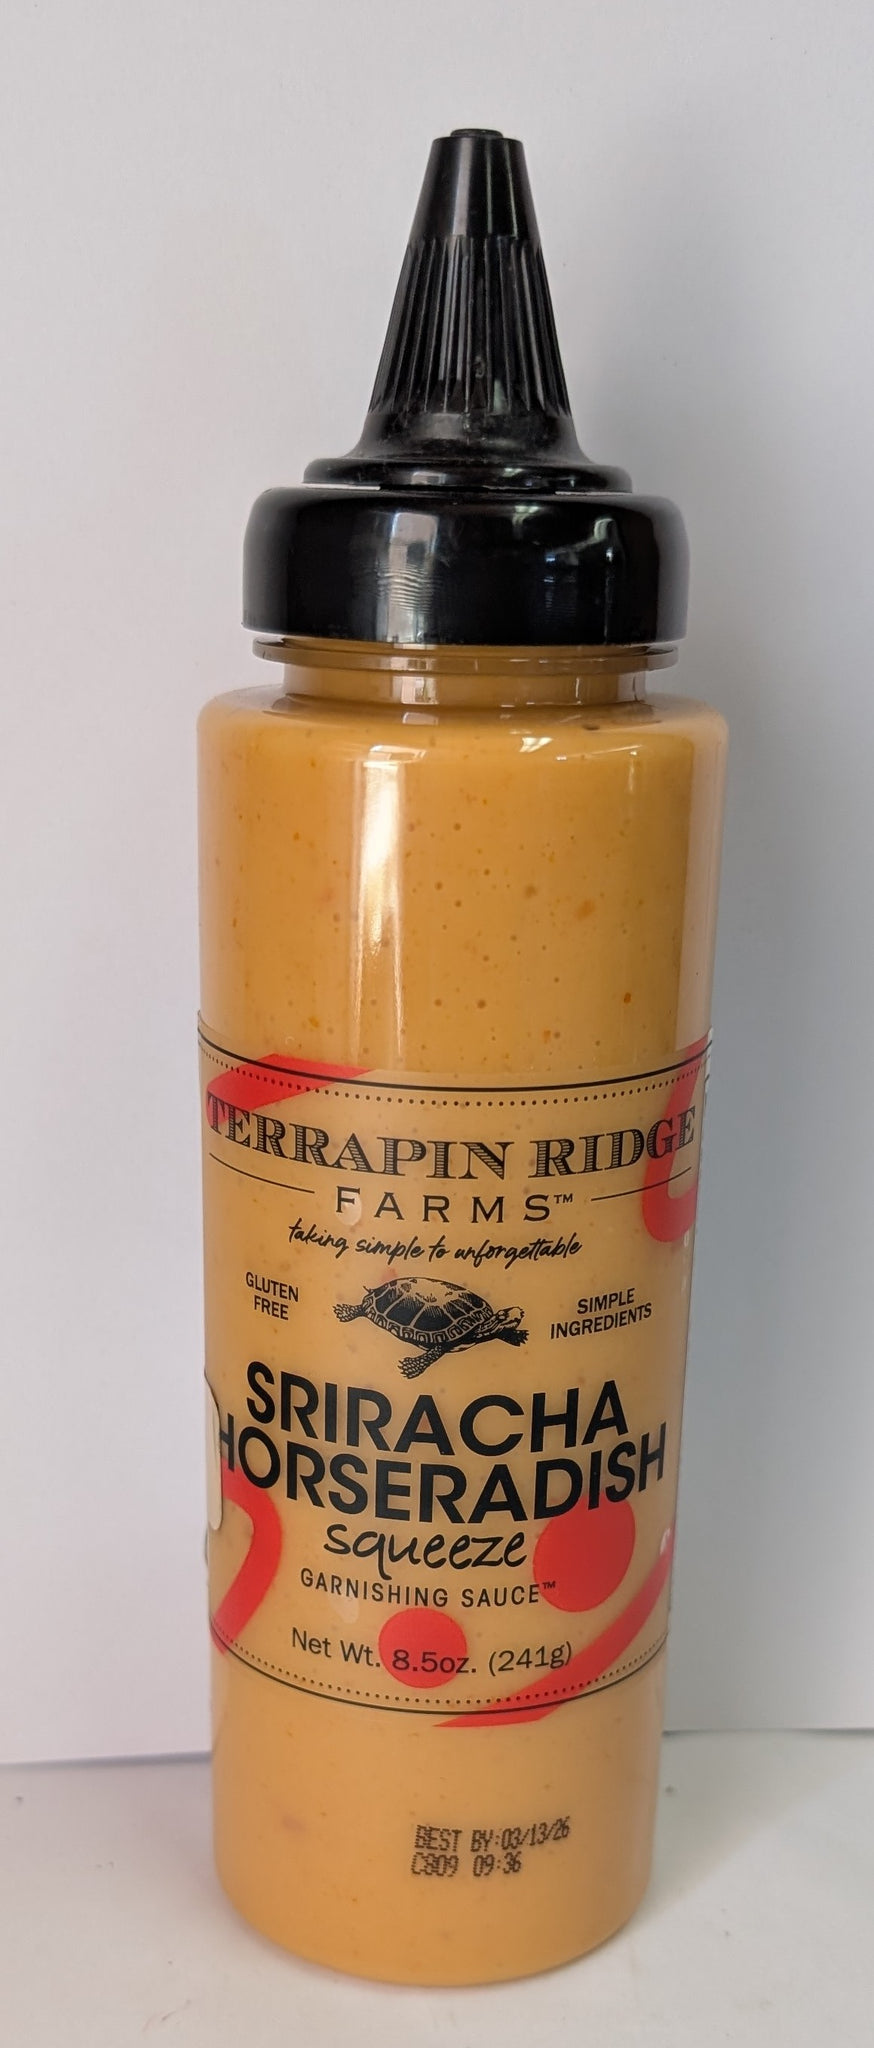 TERRAPIN RIDGE
FARMS™
taking simple to unforgettable
GLUTEN
FREE
SIMPLE
INGREDIENTS
SRIRACHA
HORSERADISH
squeeze
GARNISHING SAUCE™
Net Wt. 8.5oz. (241g)
BEST BY:03/13/26
C809 09:36